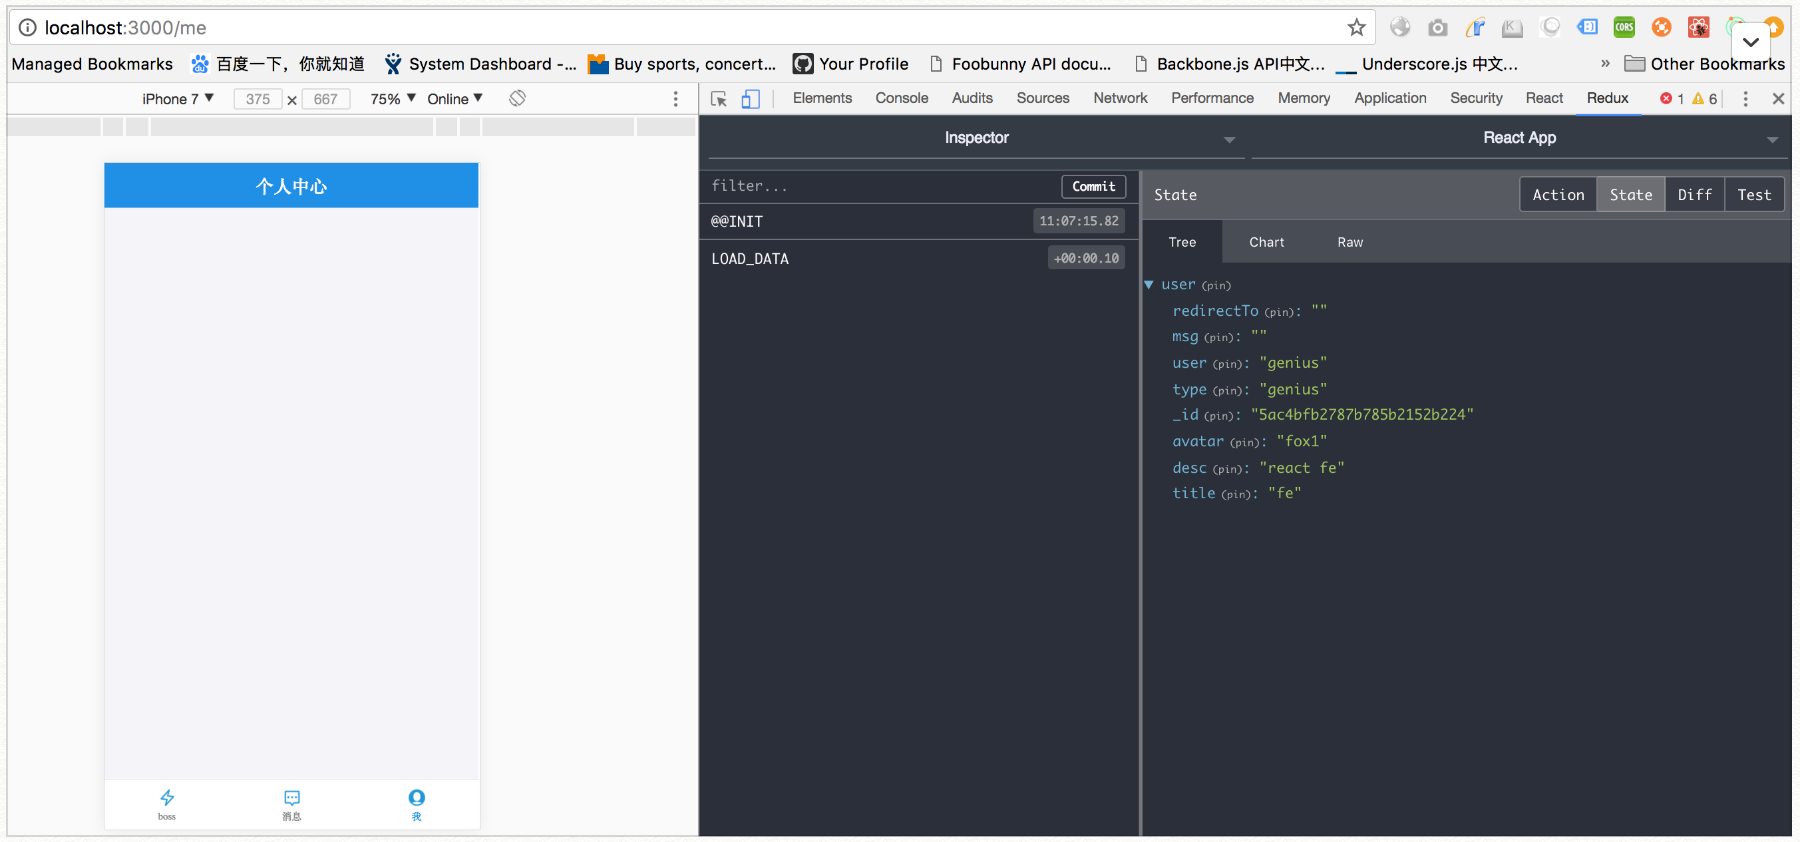 localhost:3000/me
Managed Bookmarks 百度一下，你就知道 System Dashboard -... Buy sports, concert... Your Profile Foobunny API docu... Backbone.js API中文... Underscore.js 中文... » Other Bookmarks
iPhone 7 375 × 667 75% Online
Elements Console Audits Sources Network Performance Memory Application Security React Redux 1 6
Inspector React App
filter... Commit
State Action State Diff Test
@@INIT 11:07:15.82
Tree Chart Raw
LOAD_DATA +00:00.10
user (pin)
redirectTo (pin): ""
msg (pin): ""
user (pin): "genius"
type (pin): "genius"
_id (pin): "5ac4bfb2787b785b2152b224"
avatar (pin): "fox1"
desc (pin): "react fe"
title (pin): "fe"
个人中心
boss 消息 我
CORS